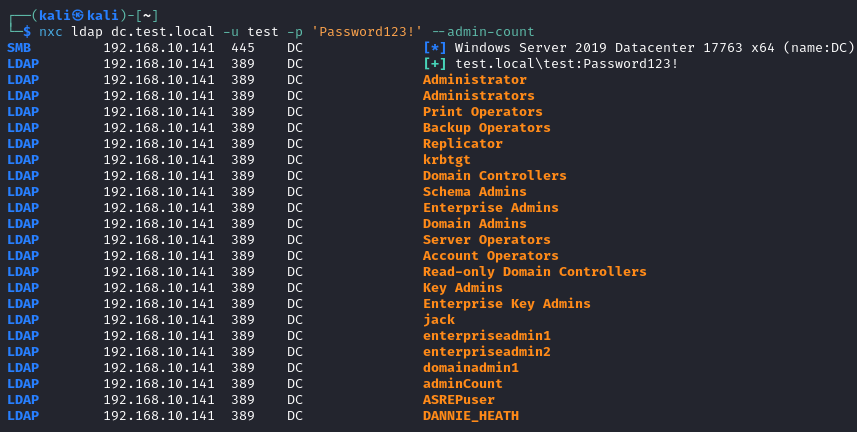 ┌──(kali㉿kali)-[~]
└─$ nxc ldap dc.test.local -u test -p 'Password123!' --admin-count
SMB 192.168.10.141 445 DC [*] Windows Server 2019 Datacenter 17763 x64 (name:DC)
LDAP 192.168.10.141 389 DC [+] test.local\test:Password123!
LDAP 192.168.10.141 389 DC Administrator
LDAP 192.168.10.141 389 DC Administrators
LDAP 192.168.10.141 389 DC Print Operators
LDAP 192.168.10.141 389 DC Backup Operators
LDAP 192.168.10.141 389 DC Replicator
LDAP 192.168.10.141 389 DC krbtgt
LDAP 192.168.10.141 389 DC Domain Controllers
LDAP 192.168.10.141 389 DC Schema Admins
LDAP 192.168.10.141 389 DC Enterprise Admins
LDAP 192.168.10.141 389 DC Domain Admins
LDAP 192.168.10.141 389 DC Server Operators
LDAP 192.168.10.141 389 DC Account Operators
LDAP 192.168.10.141 389 DC Read-only Domain Controllers
LDAP 192.168.10.141 389 DC Key Admins
LDAP 192.168.10.141 389 DC Enterprise Key Admins
LDAP 192.168.10.141 389 DC jack
LDAP 192.168.10.141 389 DC enterpriseadmin1
LDAP 192.168.10.141 389 DC enterpriseadmin2
LDAP 192.168.10.141 389 DC domainadmin1
LDAP 192.168.10.141 389 DC adminCount
LDAP 192.168.10.141 389 DC ASREPuser
LDAP 192.168.10.141 389 DC DANNIE_HEATH